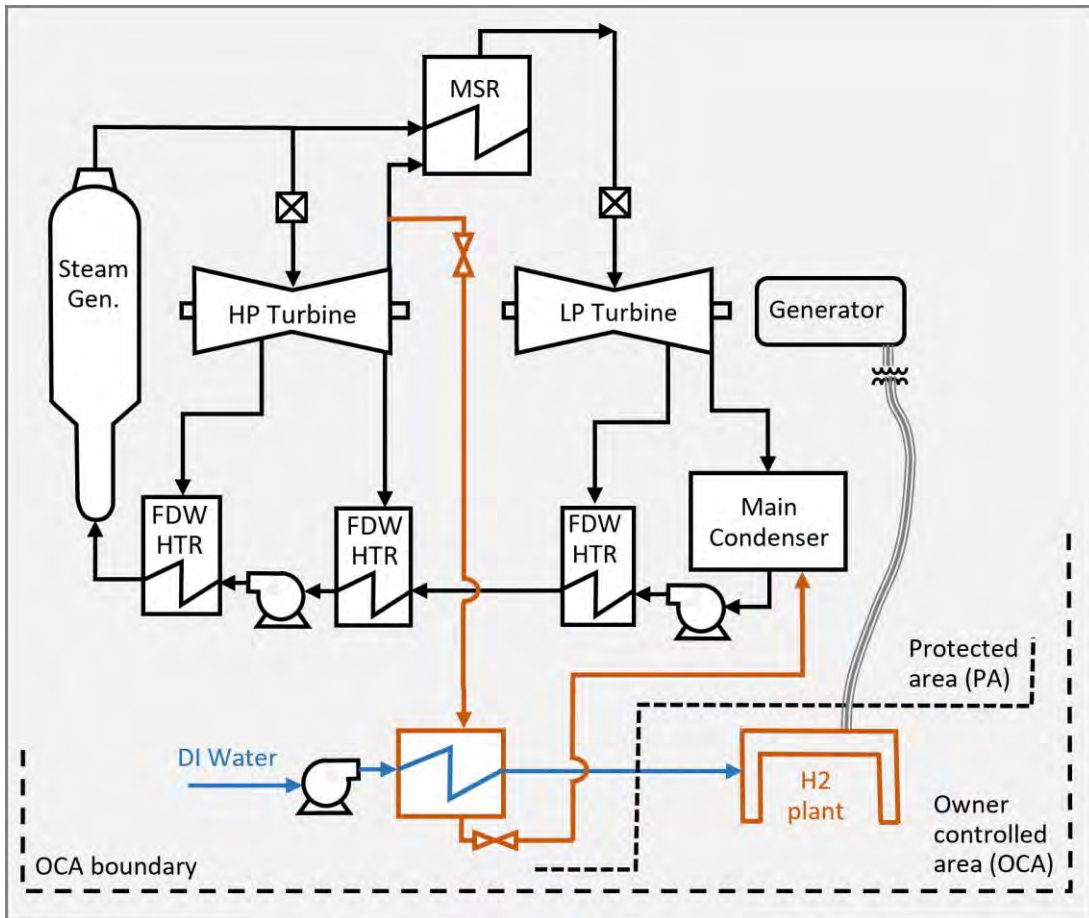 MSR
Steam
Gen.
HP Turbine
LP Turbine
Generator
FDW
HTR
FDW
HTR
FDW
HTR
Main
Condenser
Protected
area (PA)
DI Water
H2
plant
Owner
controlled
area (OCA)
OCA boundary